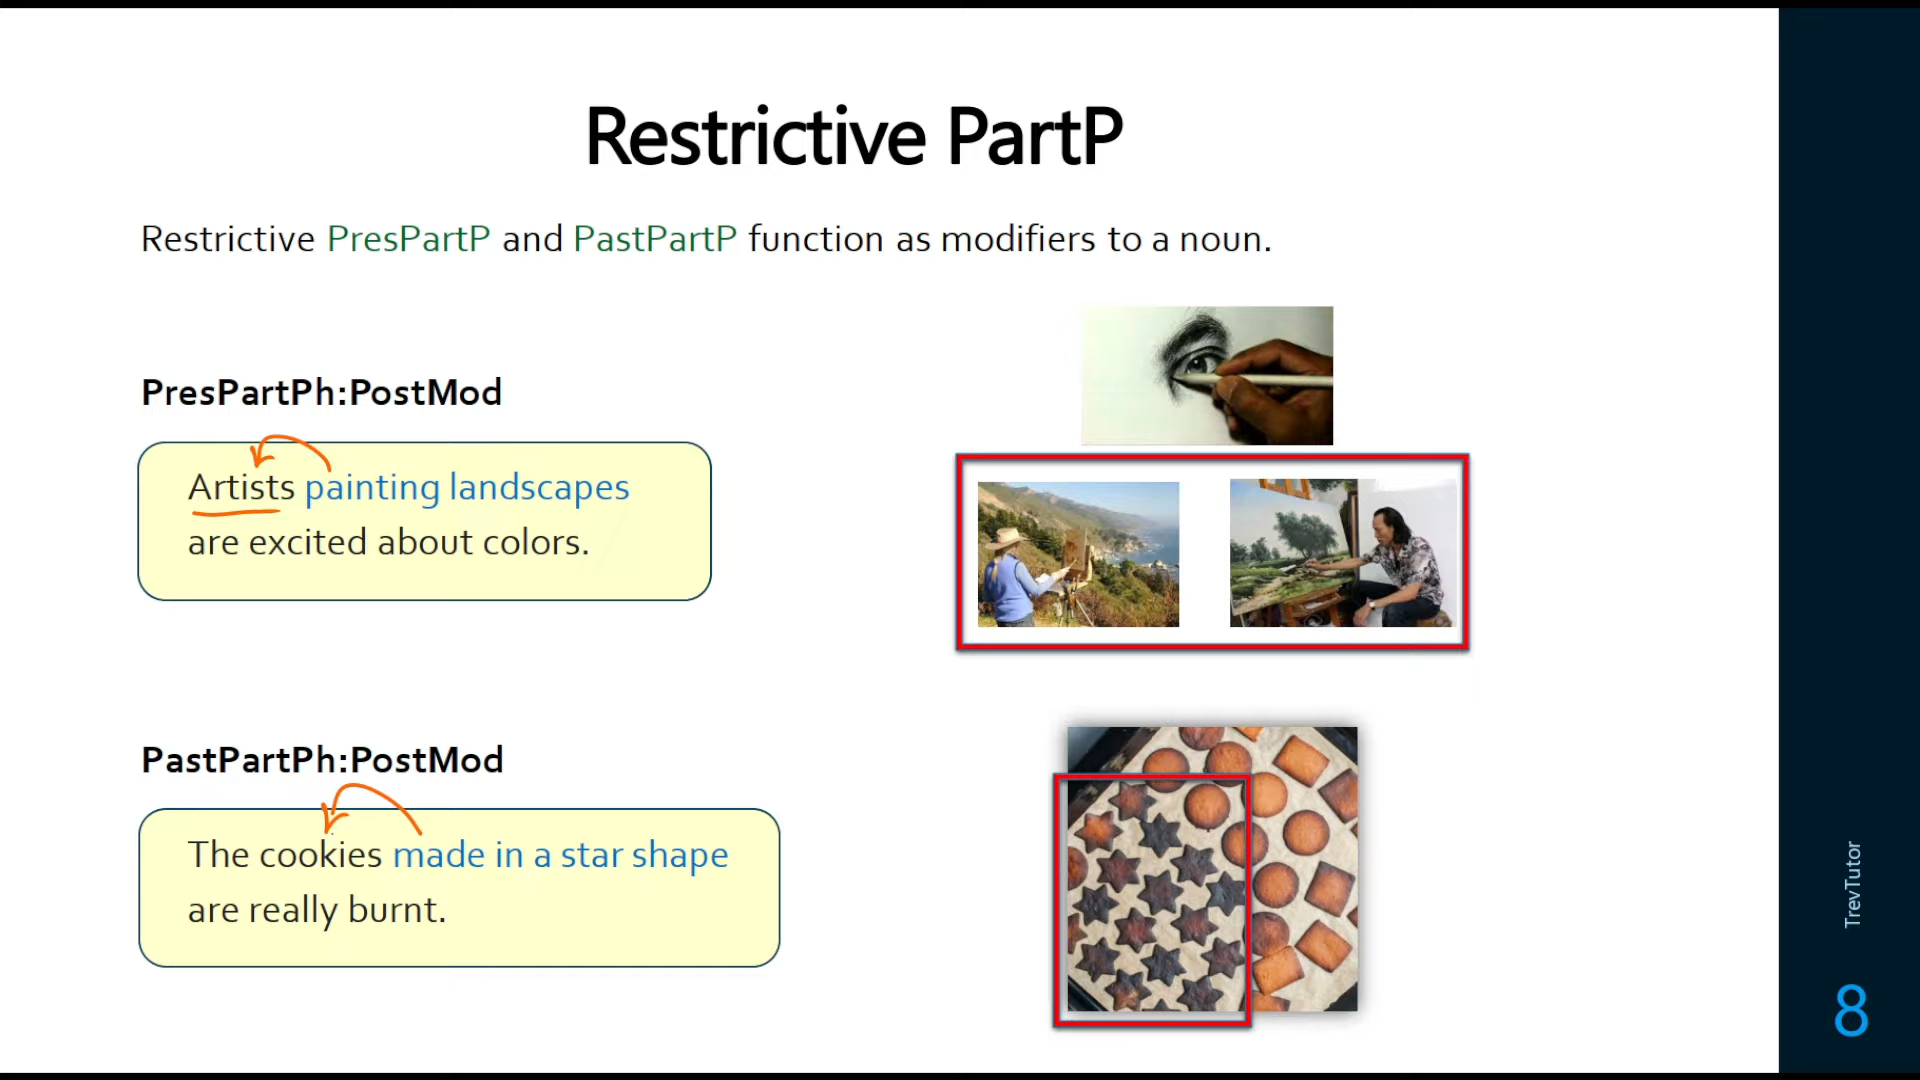 Restrictive PartP
Restrictive PresPartP and PastPartP function as modifiers to a noun.
PresPartPh:PostMod
Artists painting landscapes
are excited about colors.
PastPartPh:PostMod
The cookies made in a star shape
are really burnt.
TrevTutor
8